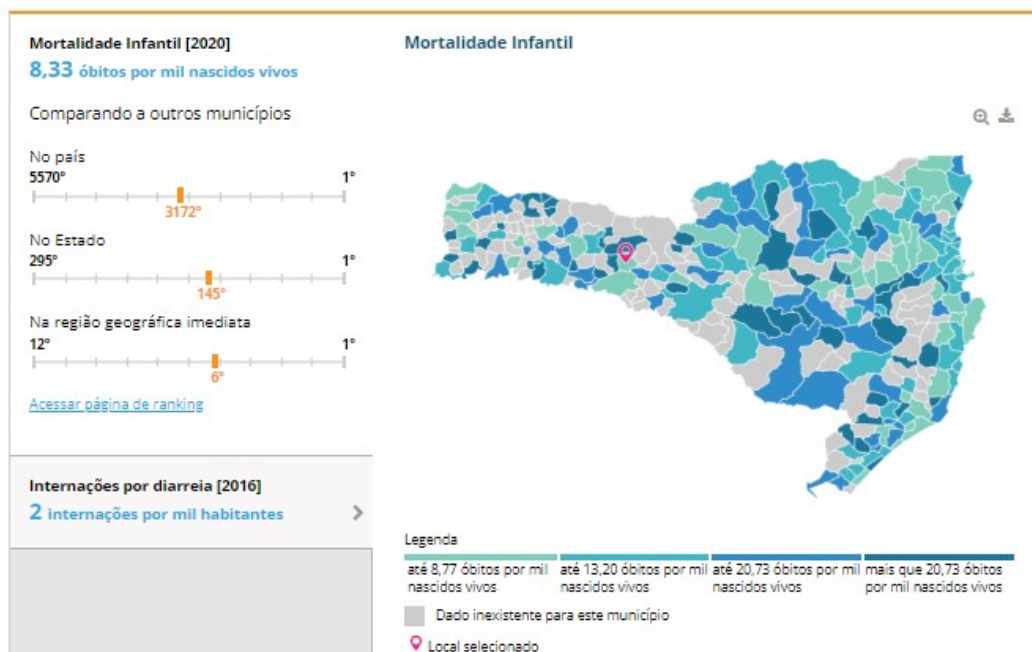 Mortalidade Infantil [2020]
8,33 óbitos por mil nascidos vivos
Comparando a outros municípios
No país
5570° 1°
3172°
No Estado
295° 1°
145°
Na região geográfica imediata
12° 1°
6°
Acessar página de ranking
Internações por diarreia [2016]
2 internações por mil habitantes
Mortalidade Infantil
Legenda
até 8,77 óbitos por mil nascidos vivos
até 13,20 óbitos por mil nascidos vivos
até 20,73 óbitos por mil nascidos vivos
mais que 20,73 óbitos por mil nascidos vivos
Dado inexistente para este município
Local selecionado